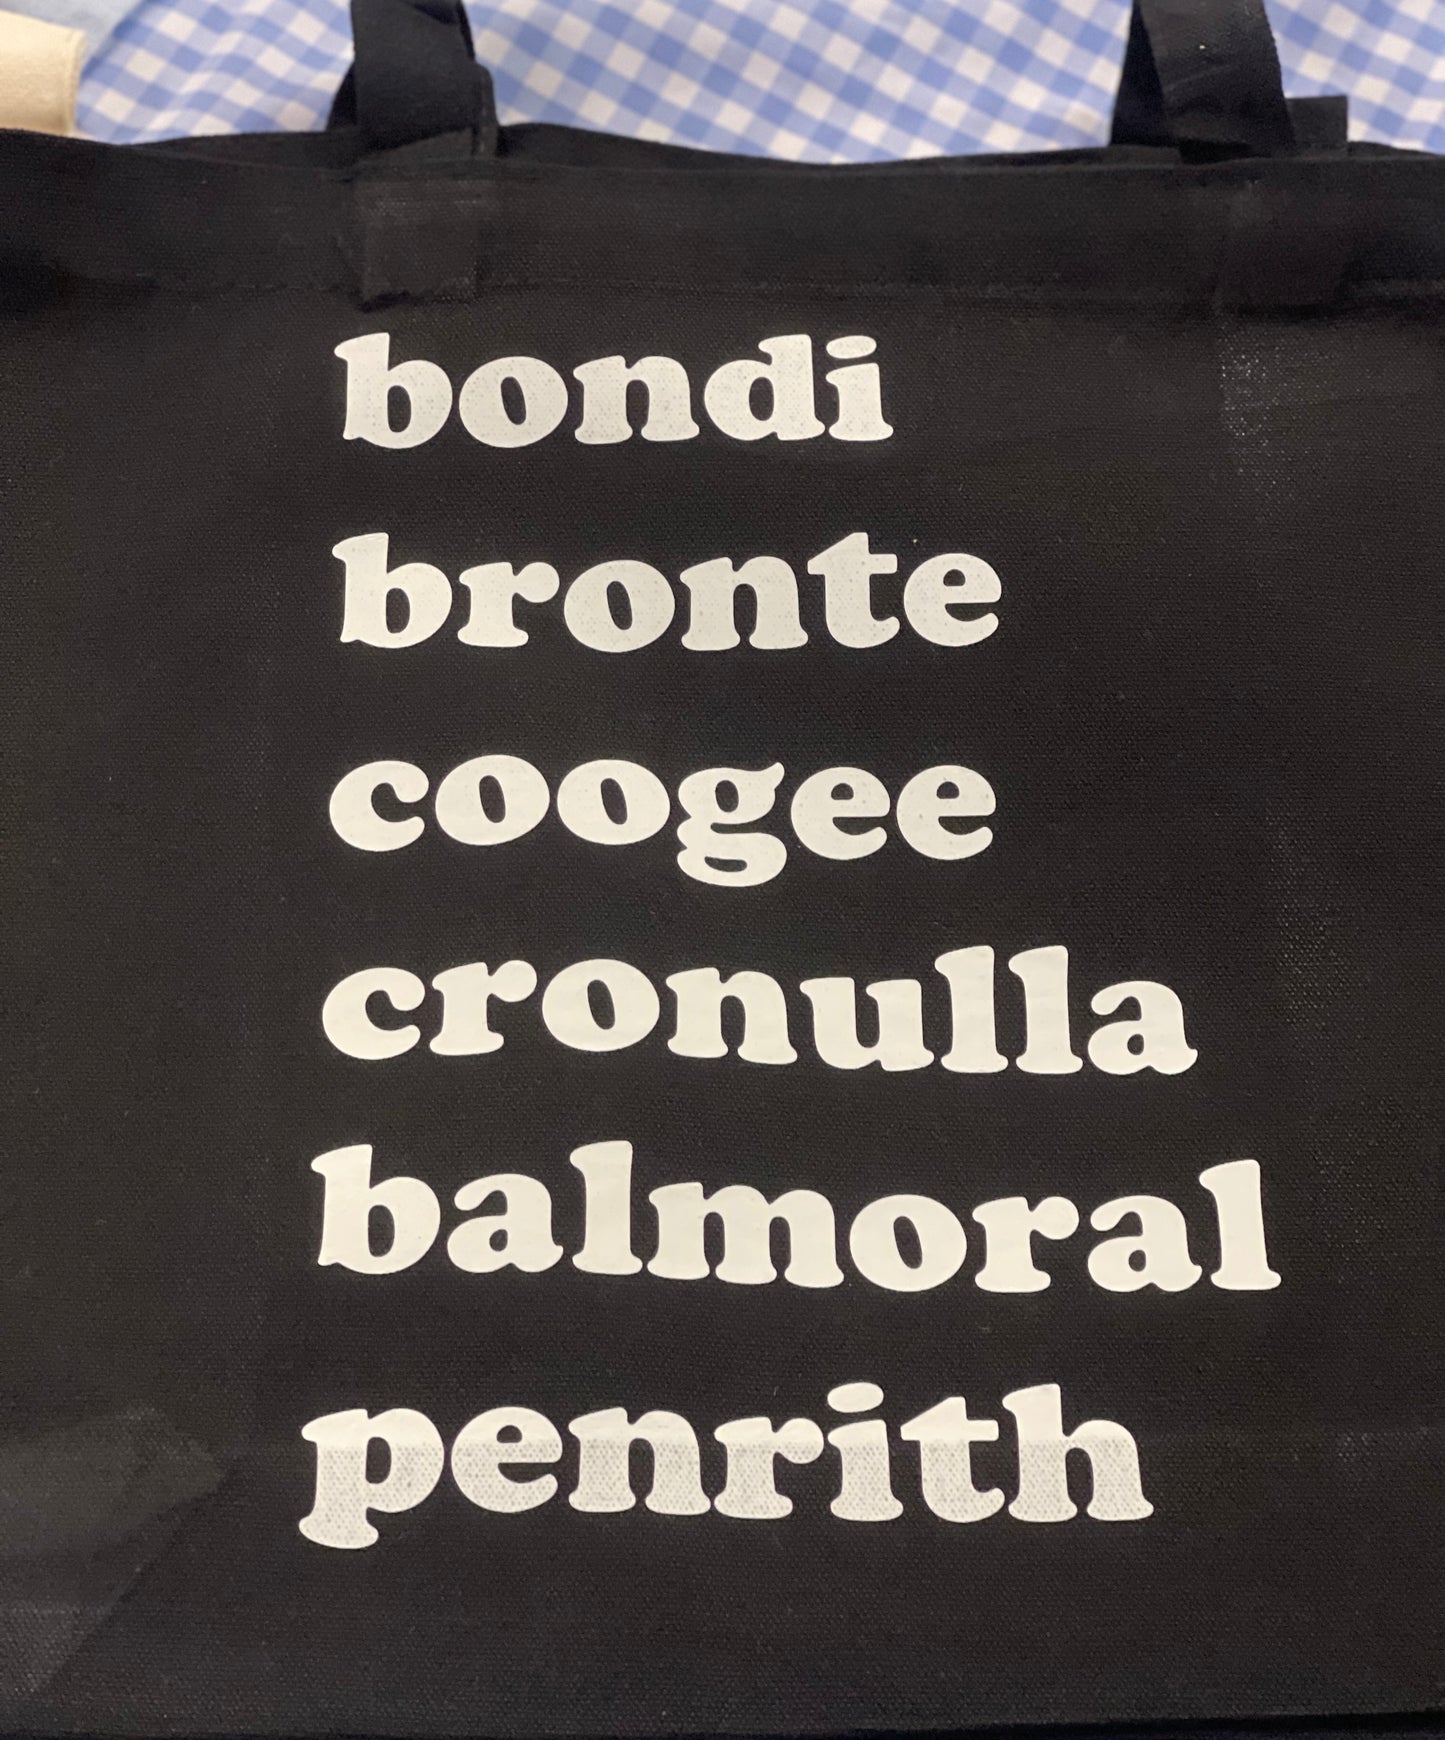 bondi
bronte
coogee
cronulla
balmoral
penrith